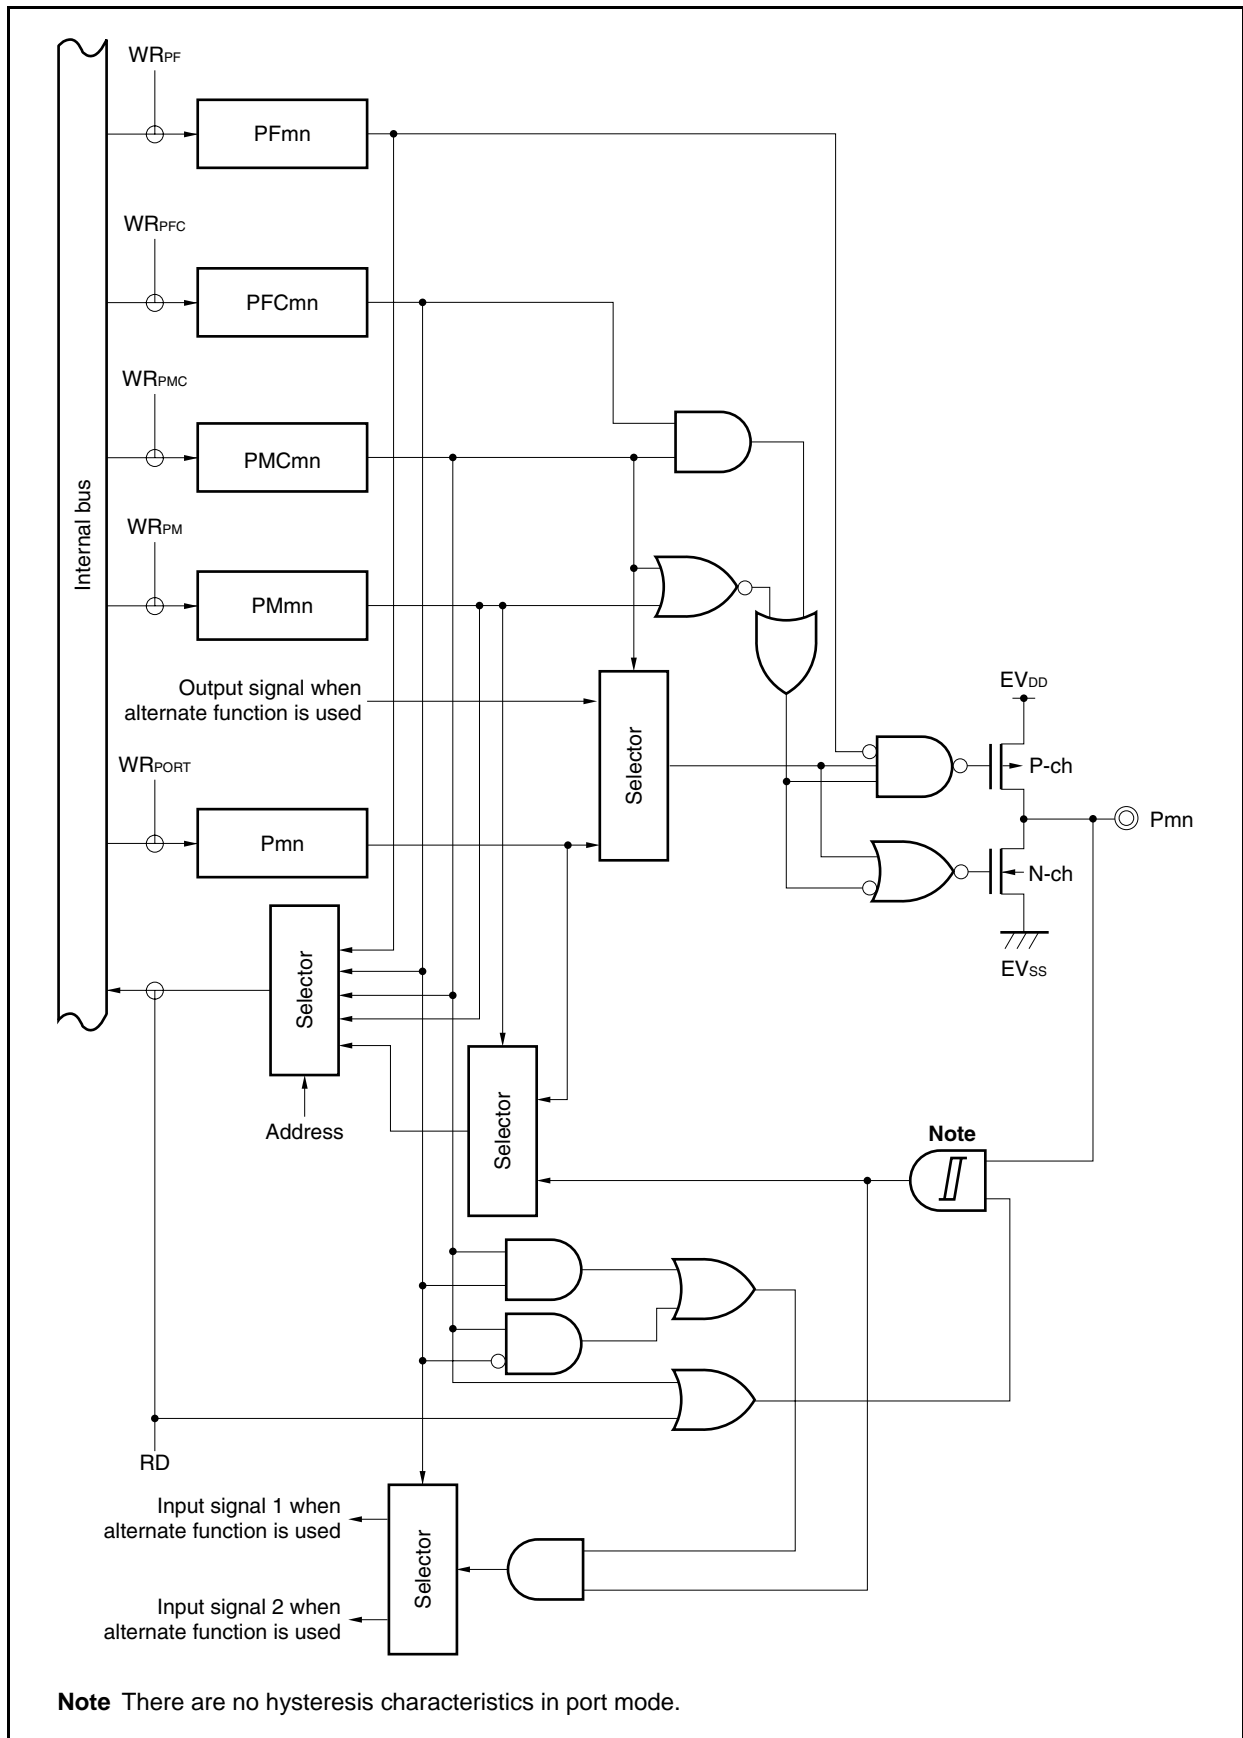 WRPF
PFmn
WRPFC
PFCmn
WRPMC
PMCmn
Internal bus
WRPM
PMmn
Output signal when
alternate function is used
Selector
EVDD
P-ch
WRPORT
Pmn
Pmn
N-ch
EVSS
Selector
Address
Selector
Note
RD
Input signal 1 when
alternate function is used
Selector
Input signal 2 when
alternate function is used
Note There are no hysteresis characteristics in port mode.